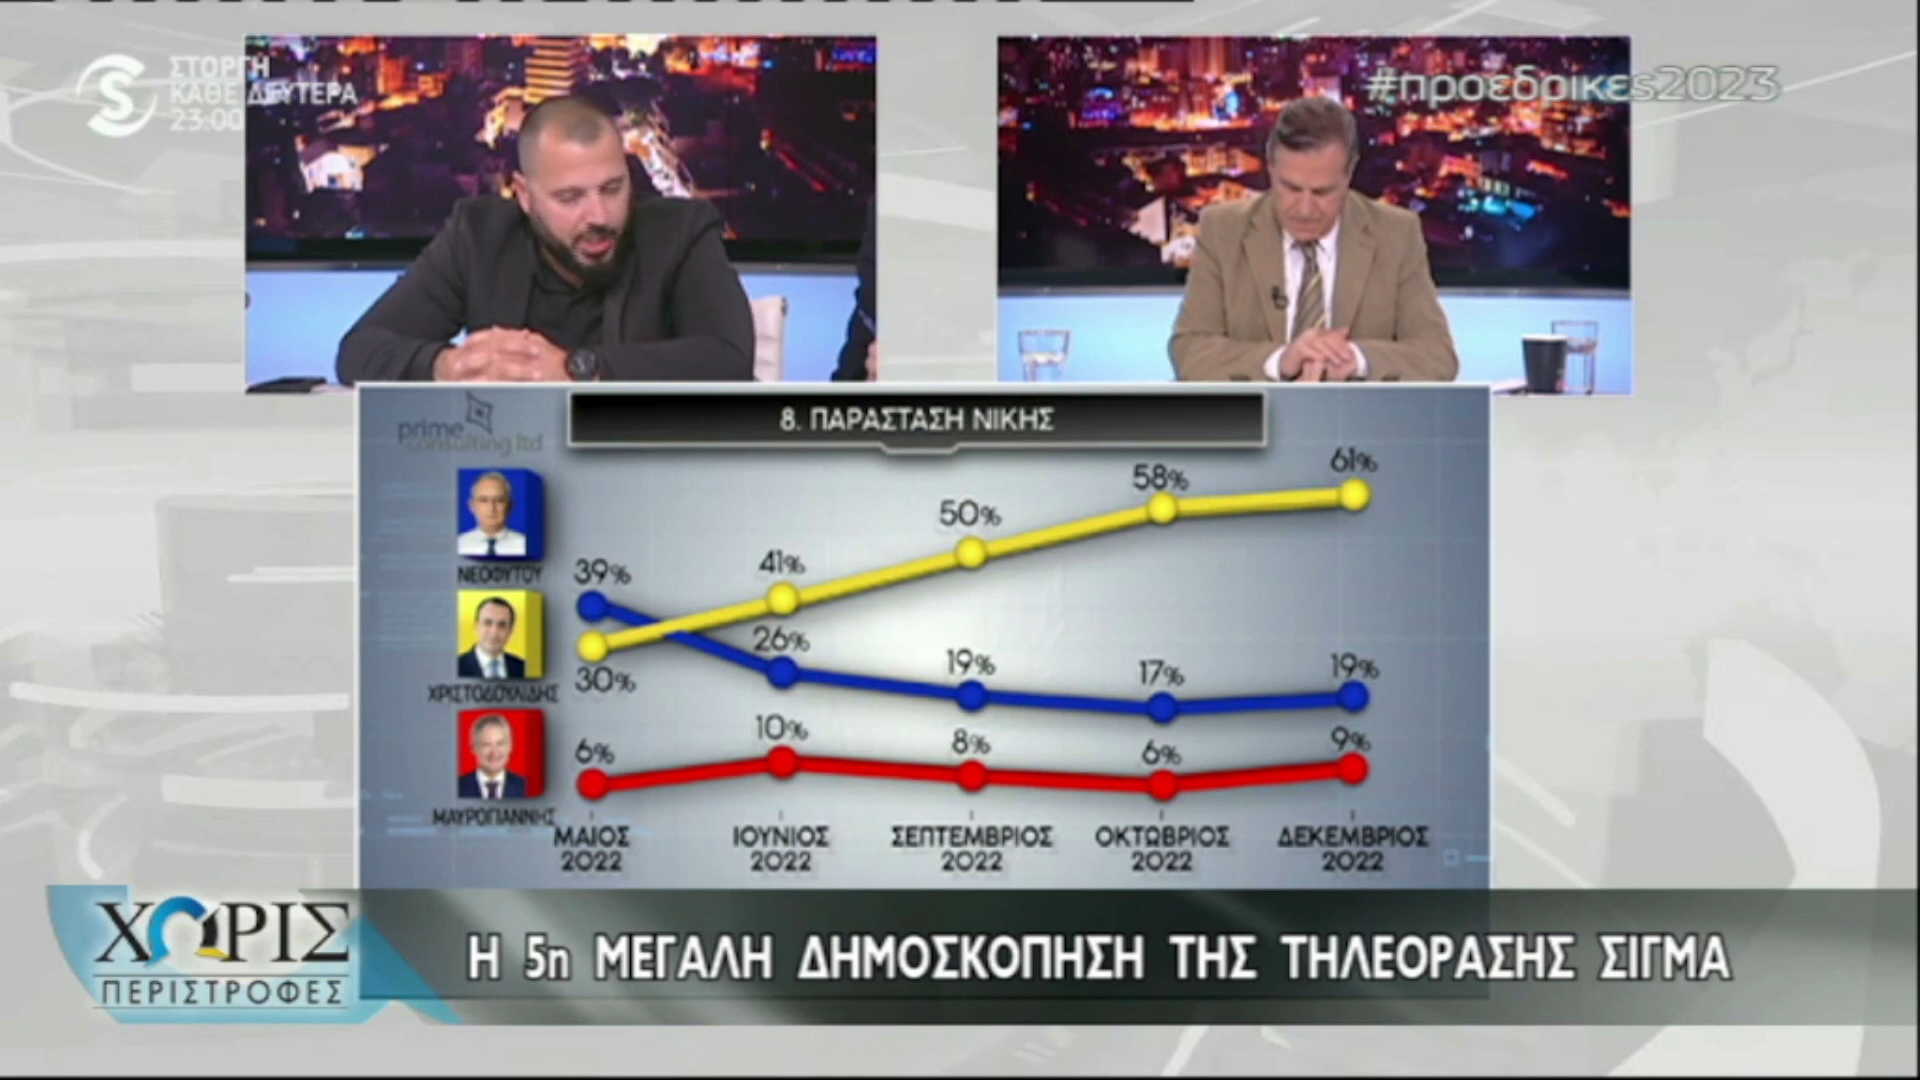 ΣΤΟΡΓΗ
ΚΑΘΕ ΔΕΥΤΕΡΑ
23:00
#προεδρικες2023
prime
consulting ltd
8. ΠΑΡΑΣΤΑΣΗ ΝΙΚΗΣ
ΝΕΟΦΥΤΟΥ
ΧΡΙΣΤΟΔΟΥΛΙΔΗΣ
ΜΑΥΡΟΓΙΑΝΝΗΣ
30% 41% 50% 58% 61%
39% 26% 19% 17% 19%
6% 10% 8% 6% 9%
ΜΑΙΟΣ 2022
ΙΟΥΝΙΟΣ 2022
ΣΕΠΤΕΜΒΡΙΟΣ 2022
ΟΚΤΩΒΡΙΟΣ 2022
ΔΕΚΕΜΒΡΙΟΣ 2022
ΧΩΡΙΣ
ΠΕΡΙΣΤΡΟΦΕΣ
Η 5η ΜΕΓΑΛΗ ΔΗΜΟΣΚΟΠΗΣΗ ΤΗΣ ΤΗΛΕΟΡΑΣΗΣ ΣΙΓΜΑ